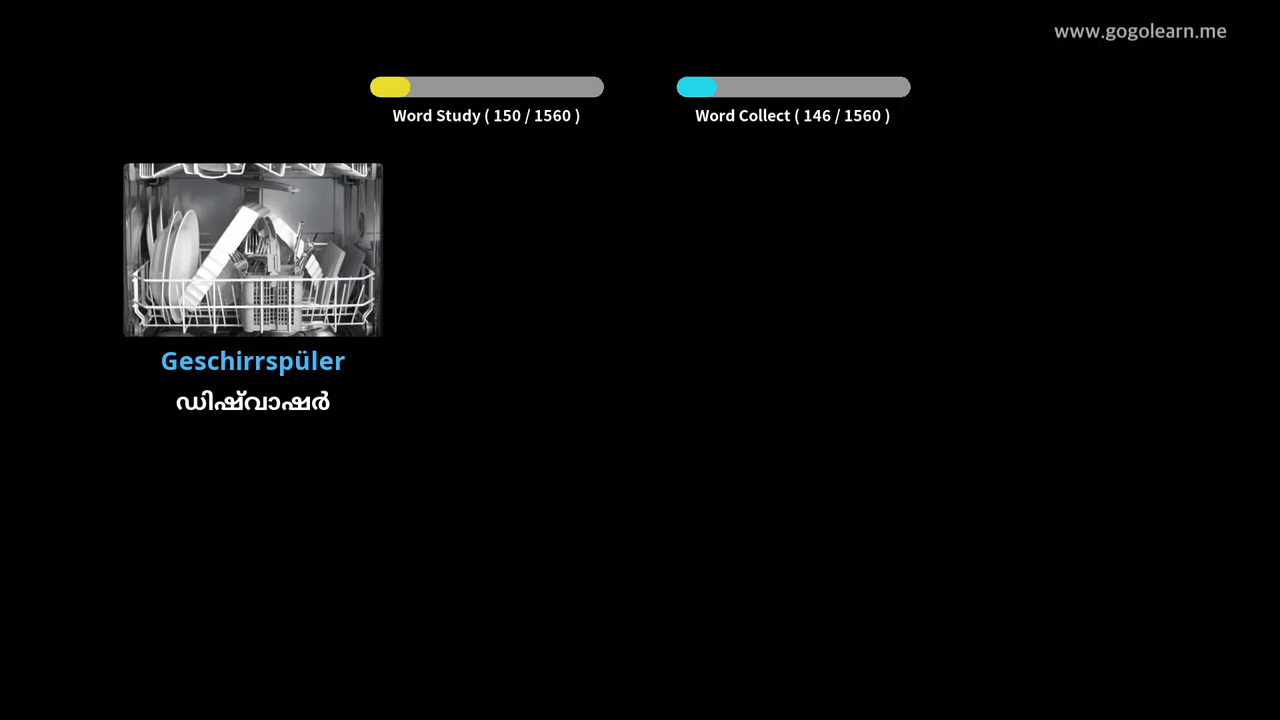 www.gogolearn.me
Word Study ( 150 / 1560 )
Word Collect ( 146 / 1560 )
Geschirrspüler
ഡിഷ്‌വാഷർ